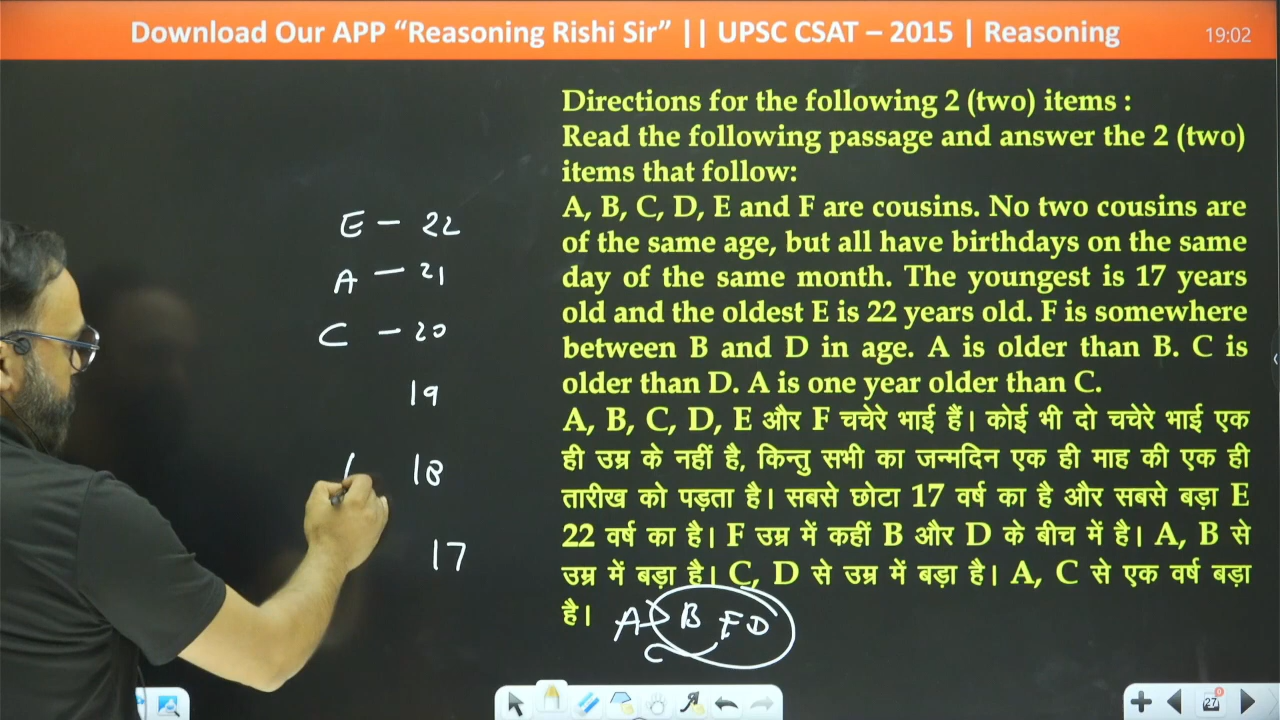 Download Our APP “Reasoning Rishi Sir” || UPSC CSAT – 2015 | Reasoning
19:02
Directions for the following 2 (two) items :
Read the following passage and answer the 2 (two)
items that follow:
A, B, C, D, E and F are cousins. No two cousins are
of the same age, but all have birthdays on the same
day of the same month. The youngest is 17 years
old and the oldest E is 22 years old. F is somewhere
between B and D in age. A is older than B. C is
older than D. A is one year older than C.
A, B, C, D, E और F चचेरे भाई हैं। कोई भी दो चचेरे भाई एक
ही उम्र के नहीं है, किन्तु सभी का जन्मदिन एक ही माह की एक ही
तारीख को पड़ता है। सबसे छोटा 17 वर्ष का है और सबसे बड़ा E
22 वर्ष का है। F उम्र में कहीं B और D के बीच में है। A, B से
उम्र में बड़ा है। C, D से उम्र में बड़ा है। A, C से एक वर्ष बड़ा
है।
E – 22
A – 21
C – 20
19
18
17
A B F D
C
27